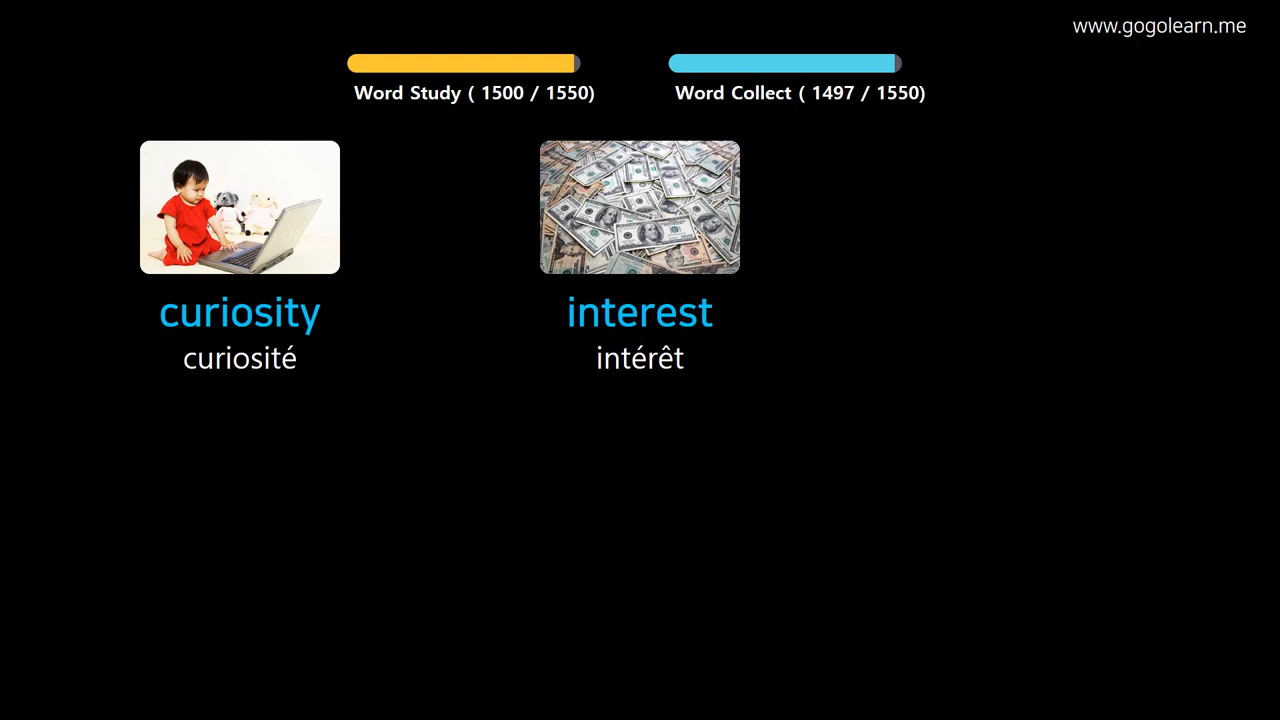 www.gogolearn.me
Word Study ( 1500 / 1550)
Word Collect ( 1497 / 1550)
curiosity
curiosité
interest
intérêt